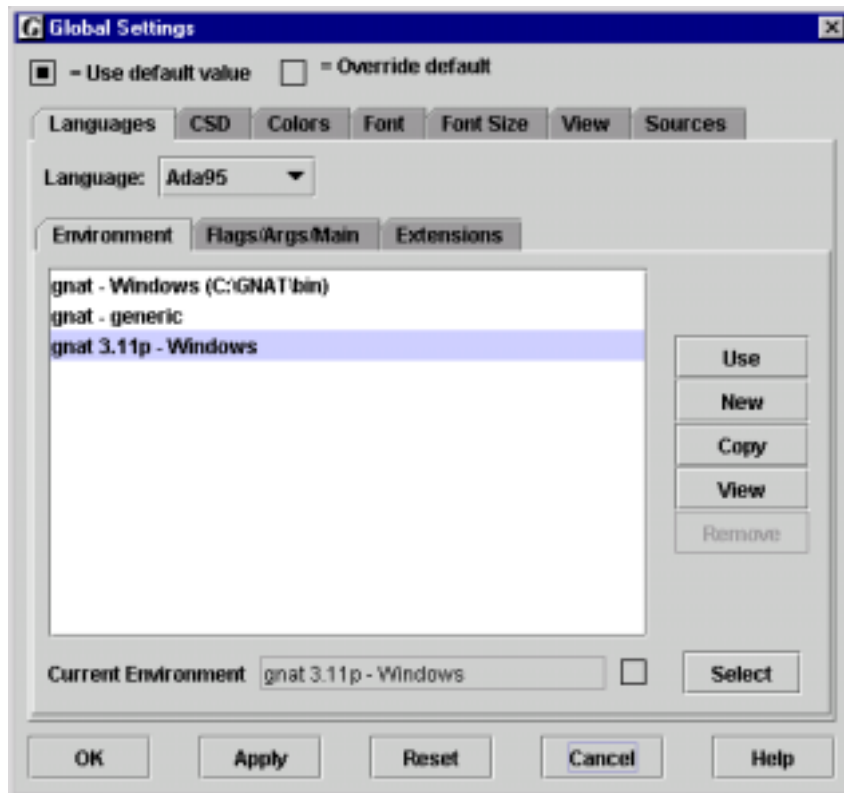 G Global Settings
= Use default value = Override default
Languages CSD Colors Font Font Size View Sources
Language: Ada95
Environment Flags/Args/Main Extensions
gnat - Windows (C:\GNAT\bin)
gnat - generic
gnat 3.11p - Windows
Use
New
Copy
View
Remove
Current Environment gnat 3.11p - Windows Select
OK Apply Reset Cancel Help